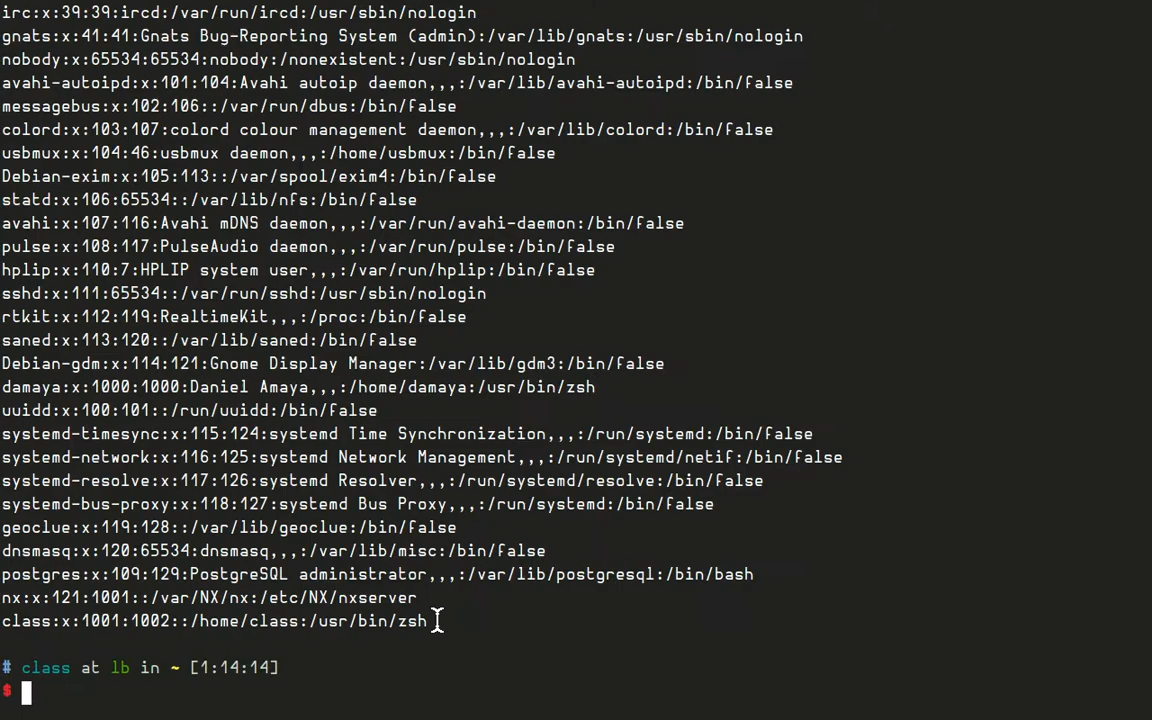 irc:x:39:39:ircd:/var/run/ircd:/usr/sbin/nologin
gnats:x:41:41:Gnats Bug-Reporting System (admin):/var/lib/gnats:/usr/sbin/nologin
nobody:x:65534:65534:nobody:/nonexistent:/usr/sbin/nologin
avahi-autoipd:x:101:104:Avahi autoip daemon,,,:/var/lib/avahi-autoipd:/bin/false
messagebus:x:102:106::/var/run/dbus:/bin/false
colord:x:103:107:colord colour management daemon,,,:/var/lib/colord:/bin/false
usbmux:x:104:46:usbmux daemon,,,:/home/usbmux:/bin/false
Debian-exim:x:105:113::/var/spool/exim4:/bin/false
statd:x:106:65534::/var/lib/nfs:/bin/false
avahi:x:107:116:Avahi mDNS daemon,,,:/var/run/avahi-daemon:/bin/false
pulse:x:108:117:PulseAudio daemon,,,:/var/run/pulse:/bin/false
hplip:x:110:7:HPLIP system user,,,:/var/run/hplip:/bin/false
sshd:x:111:65534::/var/run/sshd:/usr/sbin/nologin
rtkit:x:112:119:RealtimeKit,,,:/proc:/bin/false
saned:x:113:120::/var/lib/saned:/bin/false
Debian-gdm:x:114:121:Gnome Display Manager:/var/lib/gdm3:/bin/false
damaya:x:1000:1000:Daniel Amaya,,,:/home/damaya:/usr/bin/zsh
uuidd:x:100:101::/run/uuidd:/bin/false
systemd-timesync:x:115:124:systemd Time Synchronization,,,:/run/systemd:/bin/false
systemd-network:x:116:125:systemd Network Management,,,:/run/systemd/netif:/bin/false
systemd-resolve:x:117:126:systemd Resolver,,,:/run/systemd/resolve:/bin/false
systemd-bus-proxy:x:118:127:systemd Bus Proxy,,,:/run/systemd:/bin/false
geoclue:x:119:128::/var/lib/geoclue:/bin/false
dnsmasq:x:120:65534:dnsmasq,,,:/var/lib/misc:/bin/false
postgres:x:109:129:PostgreSQL administrator,,,:/var/lib/postgresql:/bin/bash
nx:x:121:1001::/var/NX/nx:/etc/NX/nxserver
class:x:1001:1002::/home/class:/usr/bin/zsh
# class at lb in ~ [1:14:14]
$